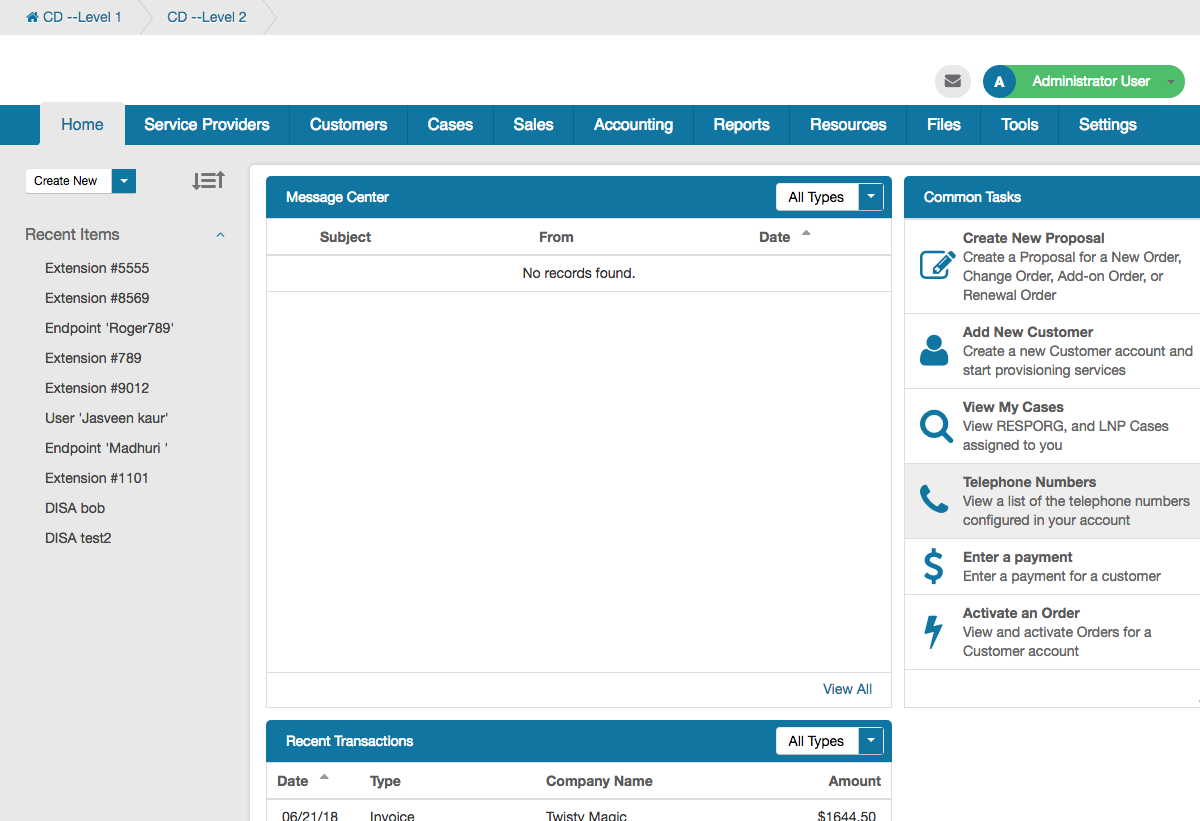 CD --Level 1
CD --Level 2
A
Administrator User
Home
Service Providers
Customers
Cases
Sales
Accounting
Reports
Resources
Files
Tools
Settings
Create New
Recent Items
Extension #5555
Extension #8569
Endpoint 'Roger789'
Extension #789
Extension #9012
User 'Jasveen kaur'
Endpoint 'Madhuri '
Extension #1101
DISA bob
DISA test2
Message Center
All Types
Subject
From
Date
No records found.
View All
Recent Transactions
All Types
Date
Type
Company Name
Amount
06/21/18
Invoice
Twisty Magic
$1644.50
Common Tasks
Create New Proposal
Create a Proposal for a New Order,
Change Order, Add-on Order, or
Renewal Order
Add New Customer
Create a new Customer account and
start provisioning services
View My Cases
View RESPORG, and LNP Cases
assigned to you
Telephone Numbers
View a list of the telephone numbers
configured in your account
Enter a payment
Enter a payment for a customer
Activate an Order
View and activate Orders for a
Customer account